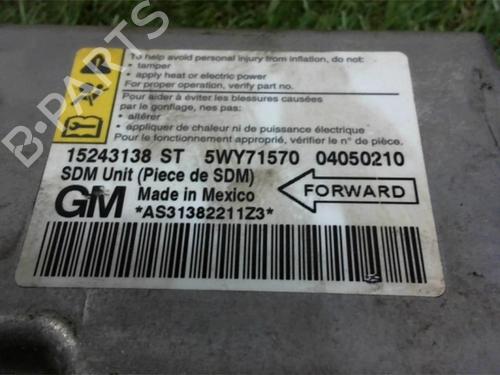 B-PARTS
To help avoid personal injury from inflation, do not:
• tamper
• apply heat or electric power
For proper operation, verify part no.
Pour aider à éviter les blessures causées
par le gonflage, ne pas:
• altérer
• appliquer de chaleur ni de puissance électrique
Pour le fonctionnement approprié, vérifier le n° de pièce.
15243138 ST 5WY71570 04050210
SDM Unit (Piece de SDM)
GM Made in Mexico FORWARD
*AS31382211Z3*